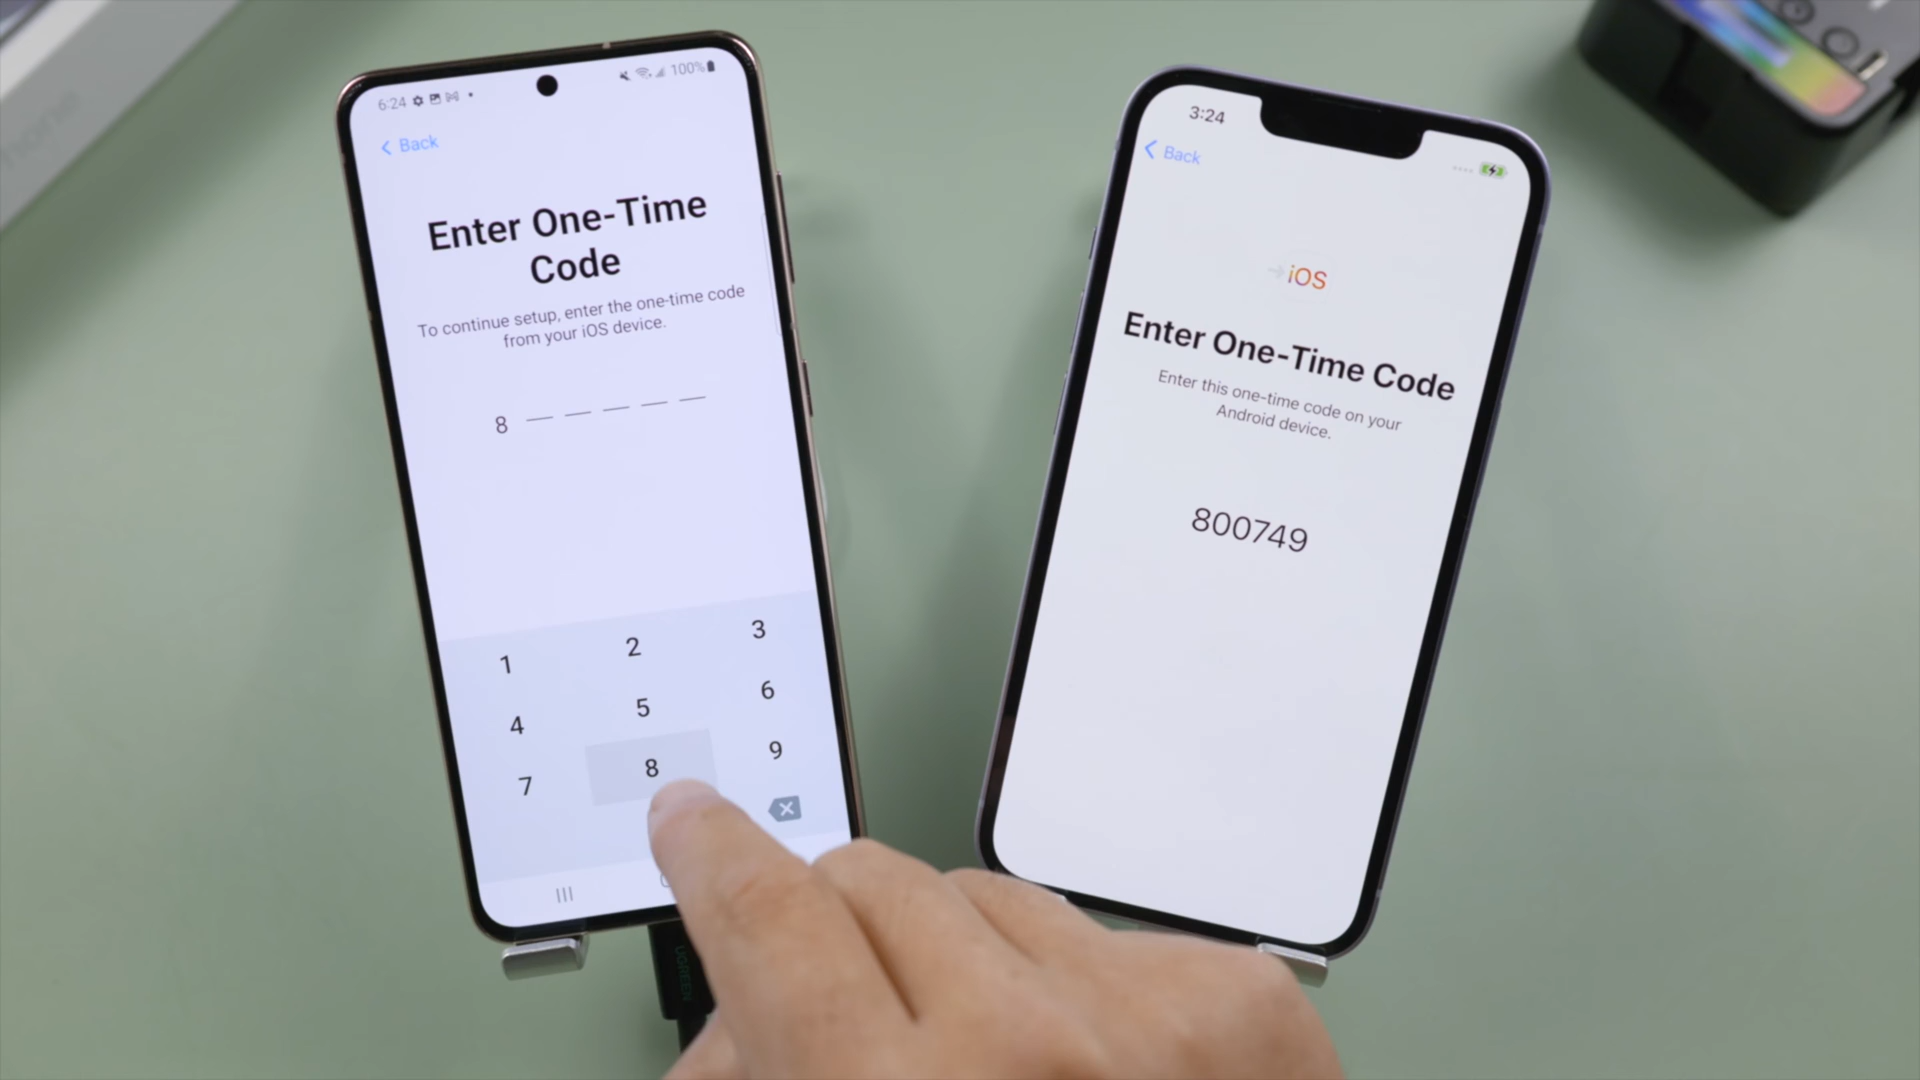 6:24
100%
Back
Enter One-Time
Code
To continue setup, enter the one-time code
from your iOS device.
8
1 2 3
4 5 6
7 8 9
UGREEN
3:24
Back
iOS
Enter One-Time Code
Enter this one-time code on your
Android device.
800749